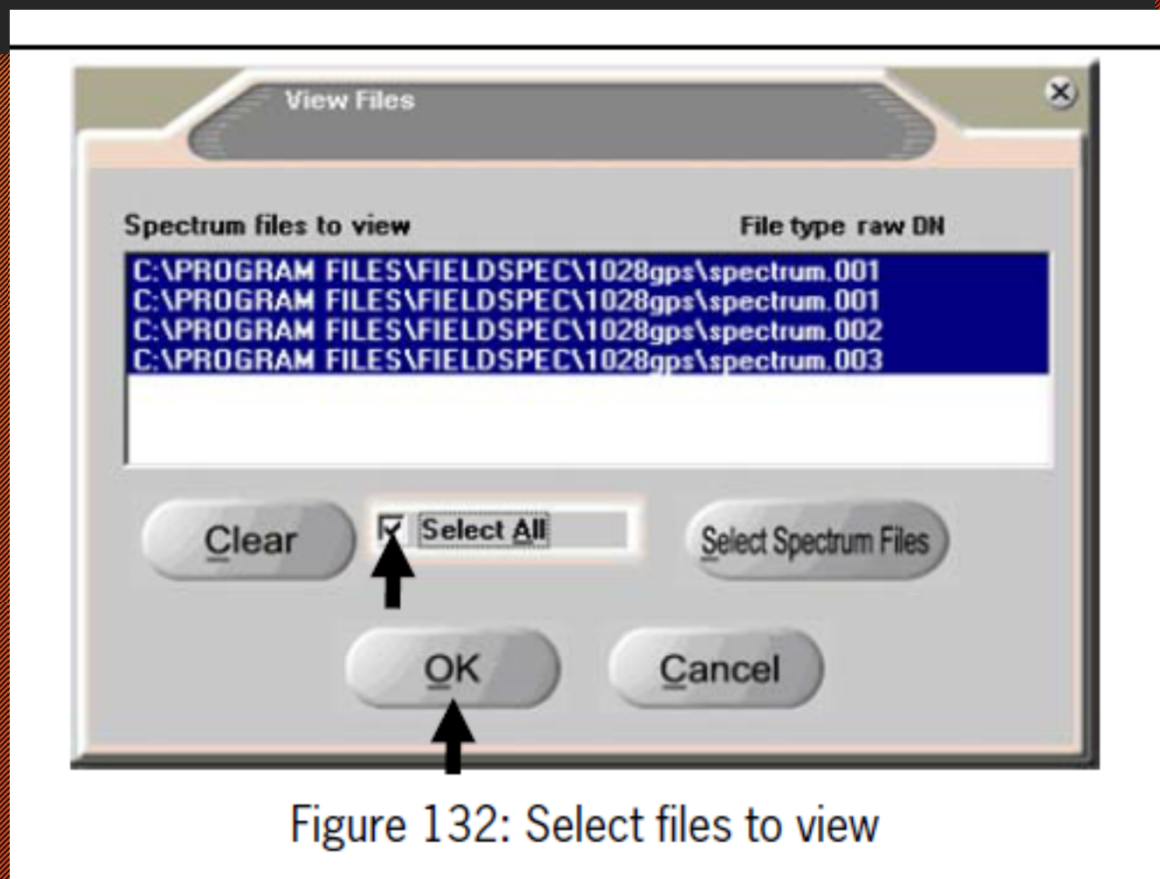 View Files
Spectrum files to view File type raw DN
C:\PROGRAM FILES\FIELDSPEC\1028gps\spectrum.001
C:\PROGRAM FILES\FIELDSPEC\1028gps\spectrum.001
C:\PROGRAM FILES\FIELDSPEC\1028gps\spectrum.002
C:\PROGRAM FILES\FIELDSPEC\1028gps\spectrum.003
Clear Select All Select Spectrum Files
OK Cancel
Figure 132: Select files to view